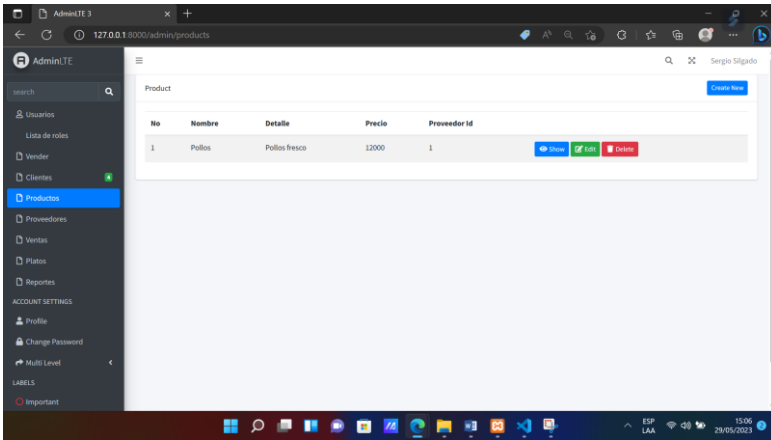 AdminLTE 3
127.0.0.1:8000/admin/products
AdminLTE
Sergio Silgado
search
Product
Create New
Usuarios
Lista de roles
No Nombre Detalle Precio Proveedor Id
1 Pollos Pollos fresco 12000 1 Show Edit Delete
Vender
Clientes 4
Productos
Proveedores
Ventas
Platos
Reportes
ACCOUNT SETTINGS
Profile
Change Password
Multi Level
LABELS
Important
ESP
LAA
15:06
29/05/2023
2